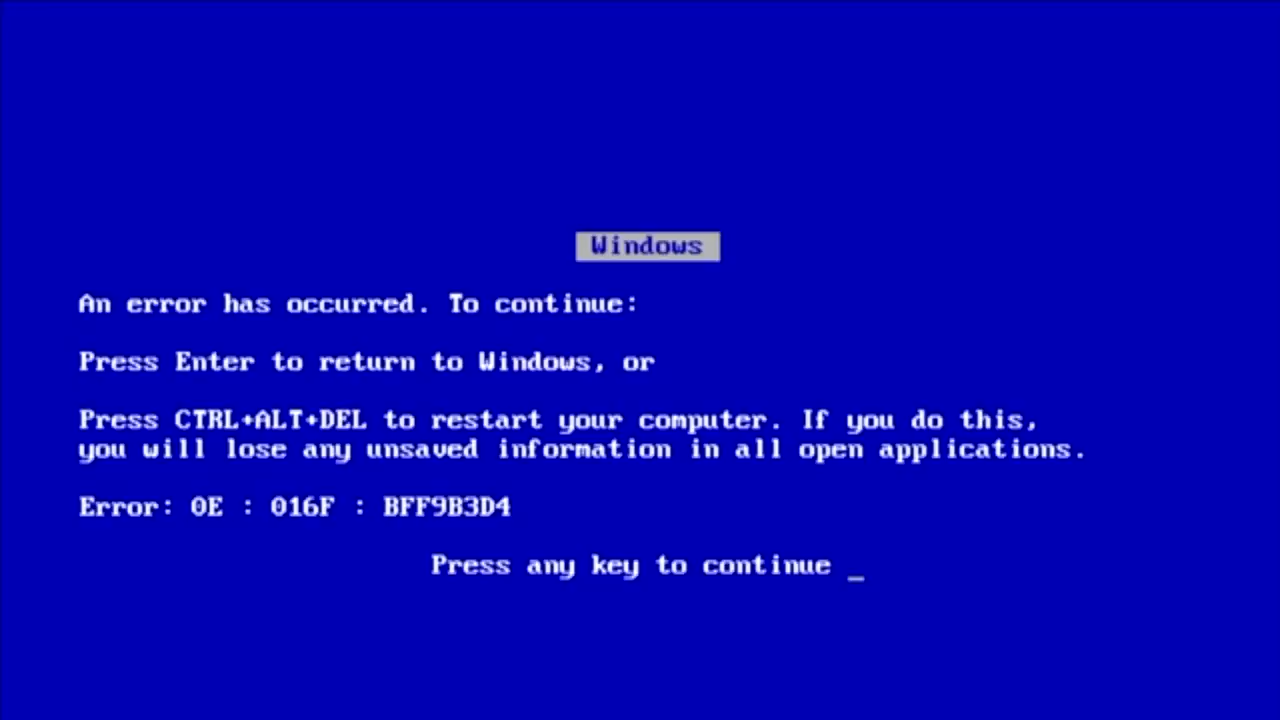 Windows
An error has occurred. To continue:
Press Enter to return to Windows, or
Press CTRL+ALT+DEL to restart your computer. If you do this,
you will lose any unsaved information in all open applications.
Error: 0E : 016F : BFF9B3D4
Press any key to continue _